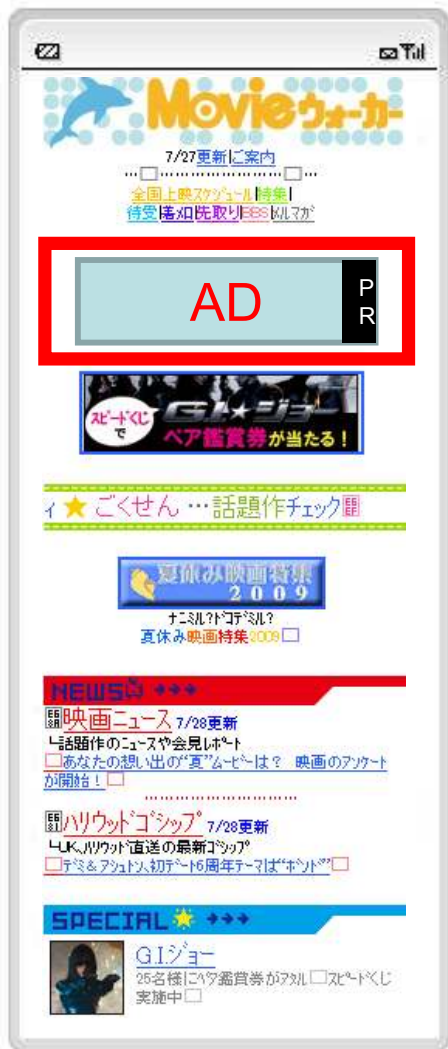 Movieウォーカー
7/27更新|ご案内
全国上映スケジュール|特集|
待受|着メロ|先取り|BBS|メルマガ
AD
PR
スピードくじで
G.I.★ジョー
ペア鑑賞券が当たる！
ィ★ごくせん…話題作チェック
夏休み映画特集
2009
ナニミル?ドコデミル?
夏休み映画特集2009
NEWS
映画ニュース 7/28更新
┗話題作のニュースや会見レポート
あなたの想い出の“夏”ムービーは？ 映画のアンケート
が開始！
ハリウッドゴシップ 7/28更新
┗UK、ハリウッド直送の最新ゴシップ
デミ＆アシュトン、初デート6周年テーマは“ボンド”
SPECIAL
G.I.ジョー
25名様にペア鑑賞券がアタル スピードくじ
実施中